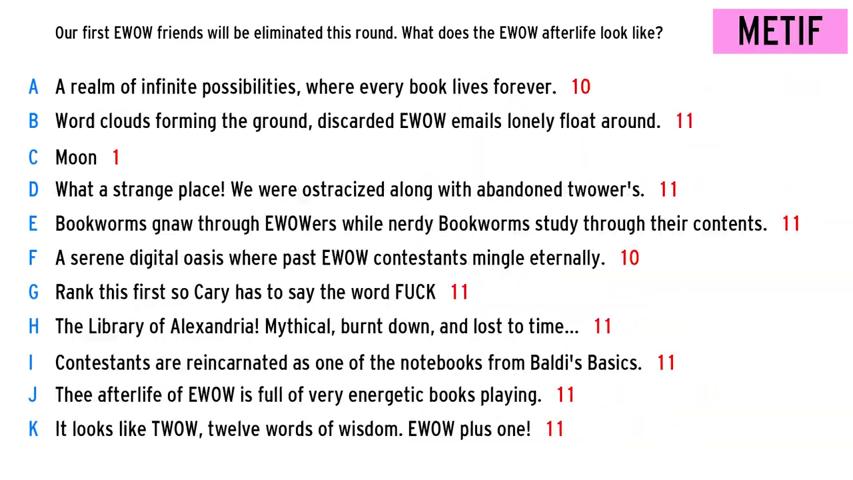 Our first EWOW friends will be eliminated this round. What does the EWOW afterlife look like?
METIF
A A realm of infinite possibilities, where every book lives forever. 10
B Word clouds forming the ground, discarded EWOW emails lonely float around. 11
C Moon 1
D What a strange place! We were ostracized along with abandoned twower's. 11
E Bookworms gnaw through EWOWers while nerdy Bookworms study through their contents. 11
F A serene digital oasis where past EWOW contestants mingle eternally. 10
G Rank this first so Cary has to say the word FUCK 11
H The Library of Alexandria! Mythical, burnt down, and lost to time... 11
I Contestants are reincarnated as one of the notebooks from Baldi's Basics. 11
J Thee afterlife of EWOW is full of very energetic books playing. 11
K It looks like TWOW, twelve words of wisdom. EWOW plus one! 11